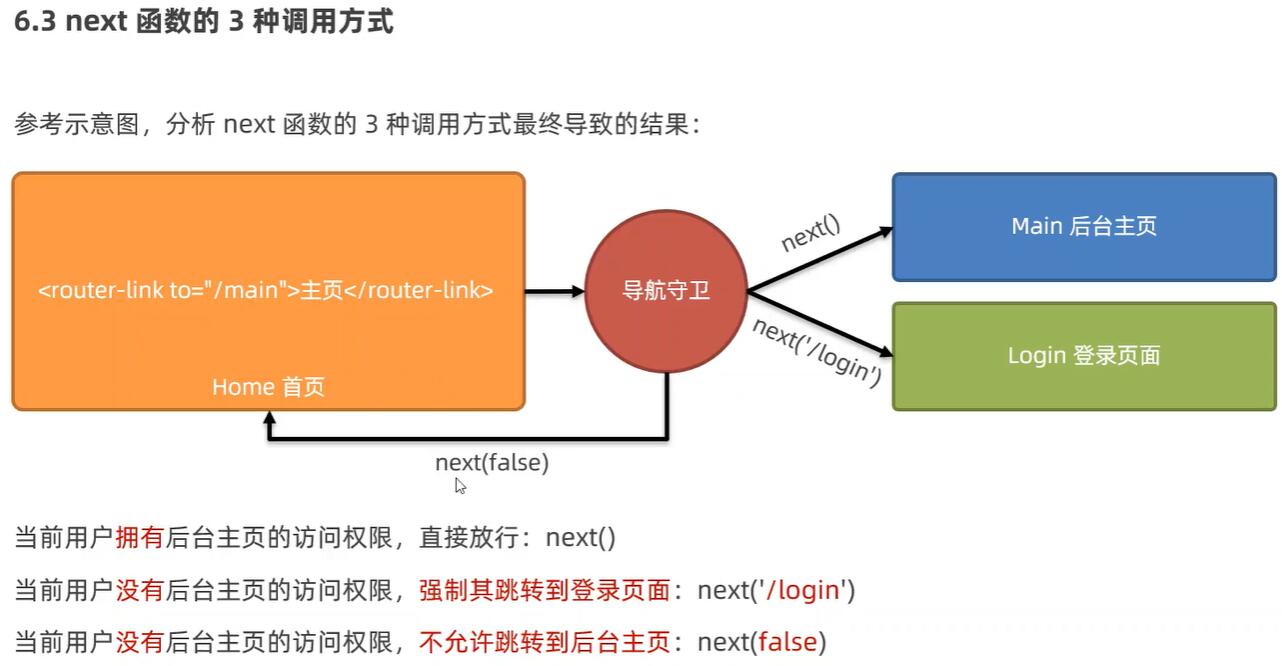 6.3 next 函数的 3 种调用方式
参考示意图，分析 next 函数的 3 种调用方式最终导致的结果：
<router-link to="/main">主页</router-link>
Home 首页
导航守卫
next()
next('/login')
Main 后台主页
Login 登录页面
next(false)
当前用户拥有后台主页的访问权限，直接放行：next()
当前用户没有后台主页的访问权限，强制其跳转到登录页面：next('/login')
当前用户没有后台主页的访问权限，不允许跳转到后台主页：next(false)